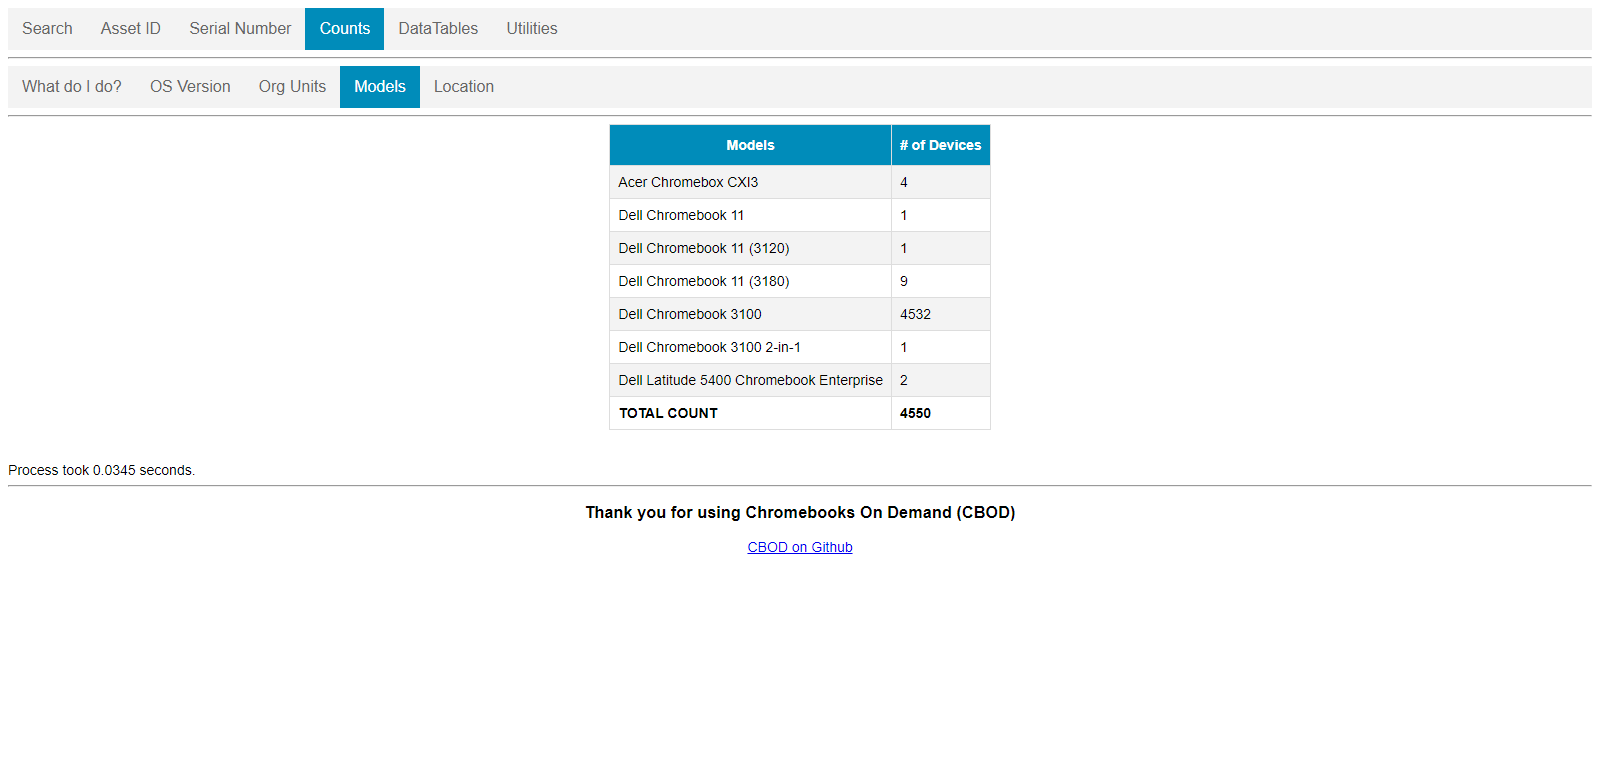 Search Asset ID Serial Number Counts DataTables Utilities
What do I do? OS Version Org Units Models Location
Models # of Devices
Acer Chromebox CXI3 4
Dell Chromebook 11 1
Dell Chromebook 11 (3120) 1
Dell Chromebook 11 (3180) 9
Dell Chromebook 3100 4532
Dell Chromebook 3100 2-in-1 1
Dell Latitude 5400 Chromebook Enterprise 2
TOTAL COUNT 4550
Process took 0.0345 seconds.
Thank you for using Chromebooks On Demand (CBOD)
CBOD on Github